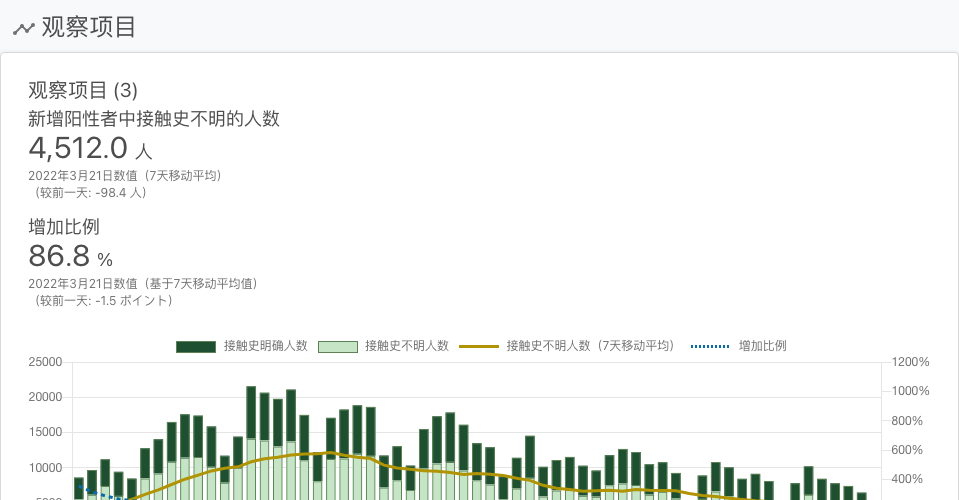 观察项目
观察项目 (3)
新增阳性者中接触史不明的人数
4,512.0 人
2022年3月21日数值（7天移动平均）
（较前一天: -98.4 人）
增加比例
86.8 %
2022年3月21日数值（基于7天移动平均值）
（较前一天: -1.5 ポイント）
接触史明确人数 接触史不明人数 接触史不明人数（7天移动平均） 增加比例
25000 1200%
20000 1000%
15000 800%
10000 600%
400%